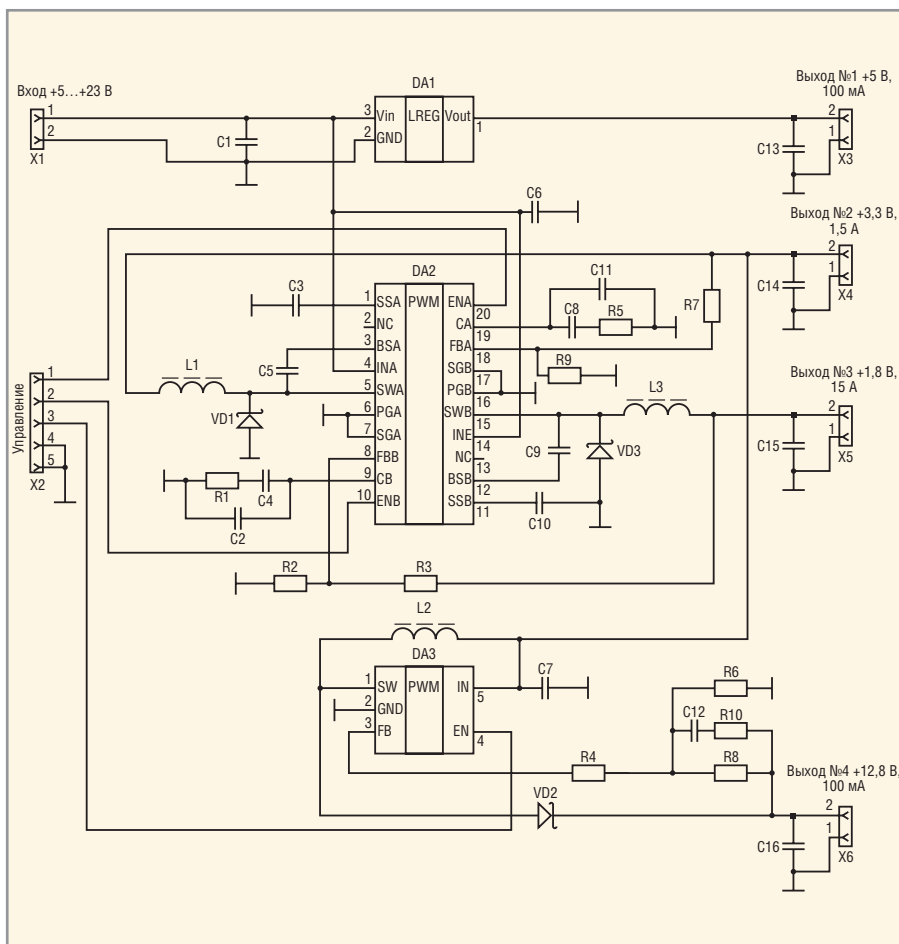 Вход +5...+23 В
1
2
X1
C1
DA1
3 Vin LREG Vout
2 GND 1
Выход №1 +5 В,
100 мА
2
1
C13
X3
C6
Выход №2 +3,3 В,
1,5 А
2
1
C14
X4
C3
DA2
C11
C8 R5
R7
1 SSA PWM ENA 20
2 NC CA 19
3 BSA FBA 18
4 INA SGB 17
5 SWA PGB 16
6 PGA SWB 15
7 SGA INE 14
8 FBB NC 13
9 CB BSB 12
10 ENB SSB 11
C5
L1
VD1
R9
L3
Выход №3 +1,8 В,
15 А
2
1
C15
X5
C9
VD3
C10
Управление
1
2
3
4
5
X2
R1 C4
C2
R2 R3
L2
DA3
1 SW PWM IN 5
2 GND
3 FB EN 4
C7
R6
C12 R10
R4 R8
VD2
Выход №4 +12,8 В,
100 мА
2
1
C16
X6